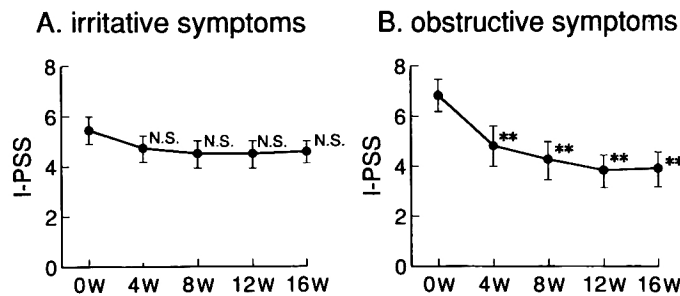 A. irritative symptoms
8
6
4
2
0
I-PSS
N.S.
N.S.
N.S.
N.S.
0W 4W 8W 12W 16W
B. obstructive symptoms
8
6
4
2
0
I-PSS
**
**
**
**
0W 4W 8W 12W 16W